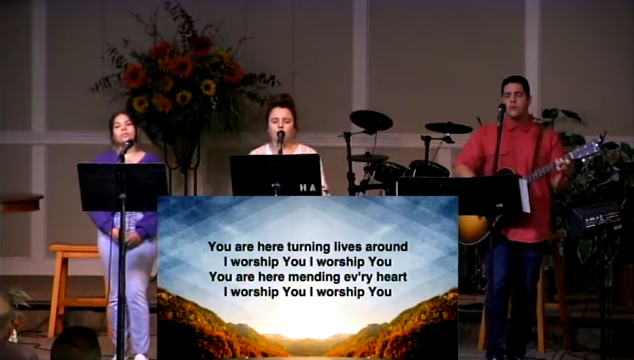 H A
You are here turning lives around
I worship You I worship You
You are here mending ev'ry heart
I worship You I worship You